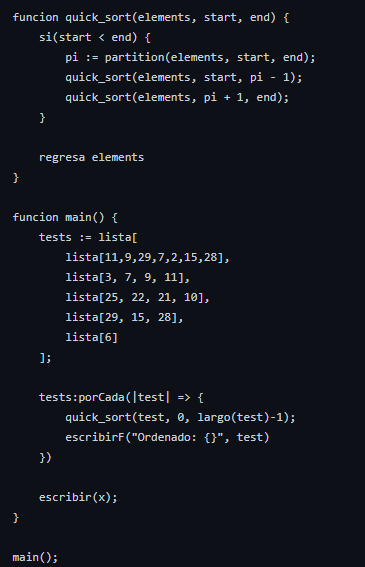 funcion quick_sort(elements, start, end) {
    si(start < end) {
        pi := partition(elements, start, end);
        quick_sort(elements, start, pi - 1);
        quick_sort(elements, pi + 1, end);
    }

    regresa elements
}

funcion main() {
    tests := lista[
        lista[11,9,29,7,2,15,28],
        lista[3, 7, 9, 11],
        lista[25, 22, 21, 10],
        lista[29, 15, 28],
        lista[6]
    ];

    tests:porCada(|test| => {
        quick_sort(test, 0, largo(test)-1);
        escribirF("Ordenado: {}", test)
    })

    escribir(x);
}

main();